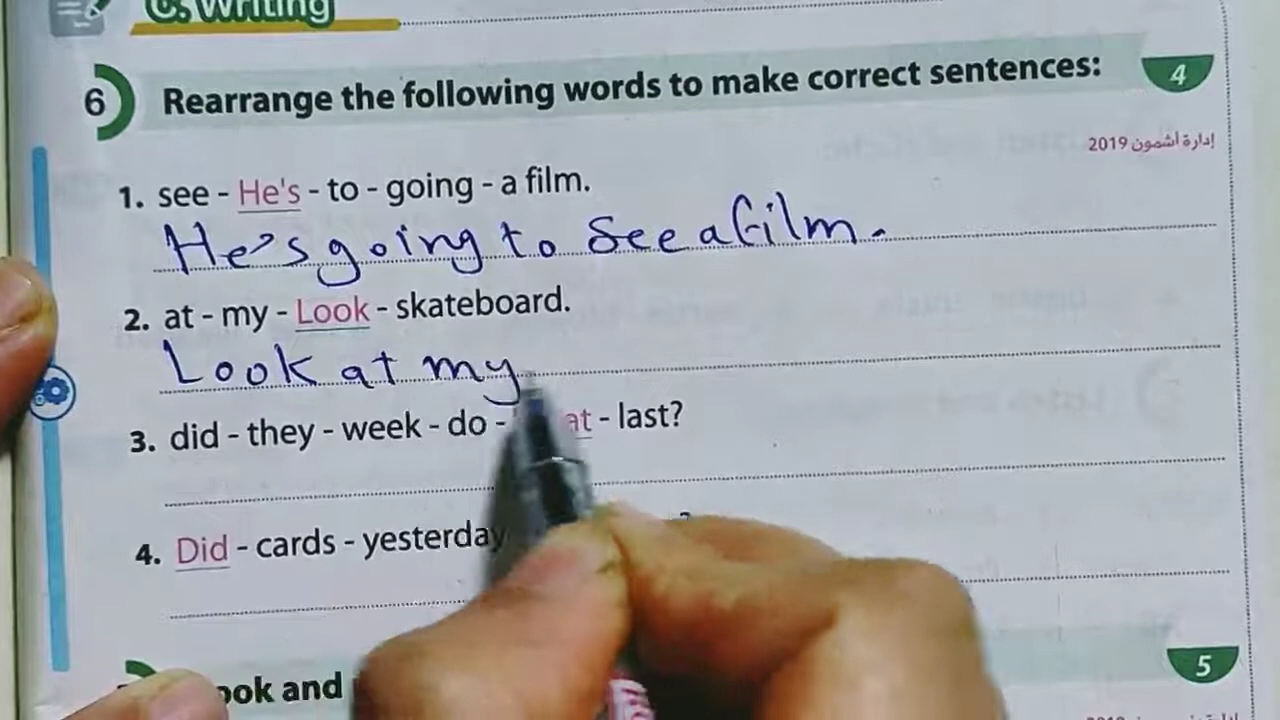 C. Writing
6 Rearrange the following words to make correct sentences: 4
إدارة أشمون 2019
1. see - He's - to - going - a film.
He's going to see a film.
2. at - my - Look - skateboard.
Look at my
3. did - they - week - do - at - last?
4. Did - cards - yesterday ?
ook and 5